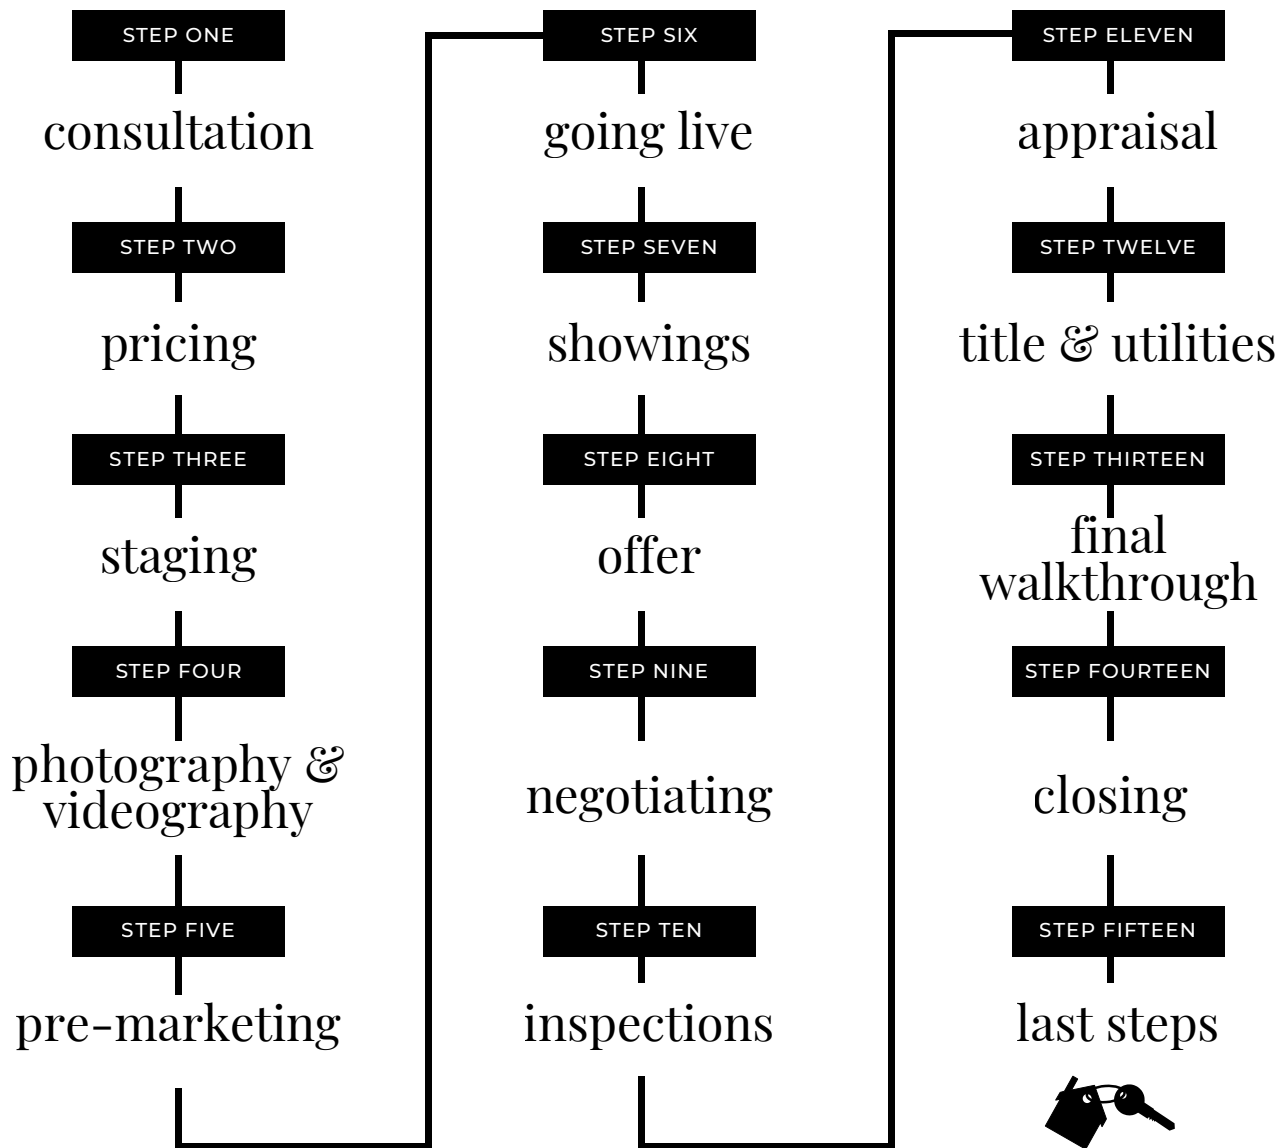 STEP ONE
consultation
STEP TWO
pricing
STEP THREE
staging
STEP FOUR
photography &
videography
STEP FIVE
pre-marketing
STEP SIX
going live
STEP SEVEN
showings
STEP EIGHT
offer
STEP NINE
negotiating
STEP TEN
inspections
STEP ELEVEN
appraisal
STEP TWELVE
title & utilities
STEP THIRTEEN
final
walkthrough
STEP FOURTEEN
closing
STEP FIFTEEN
last steps